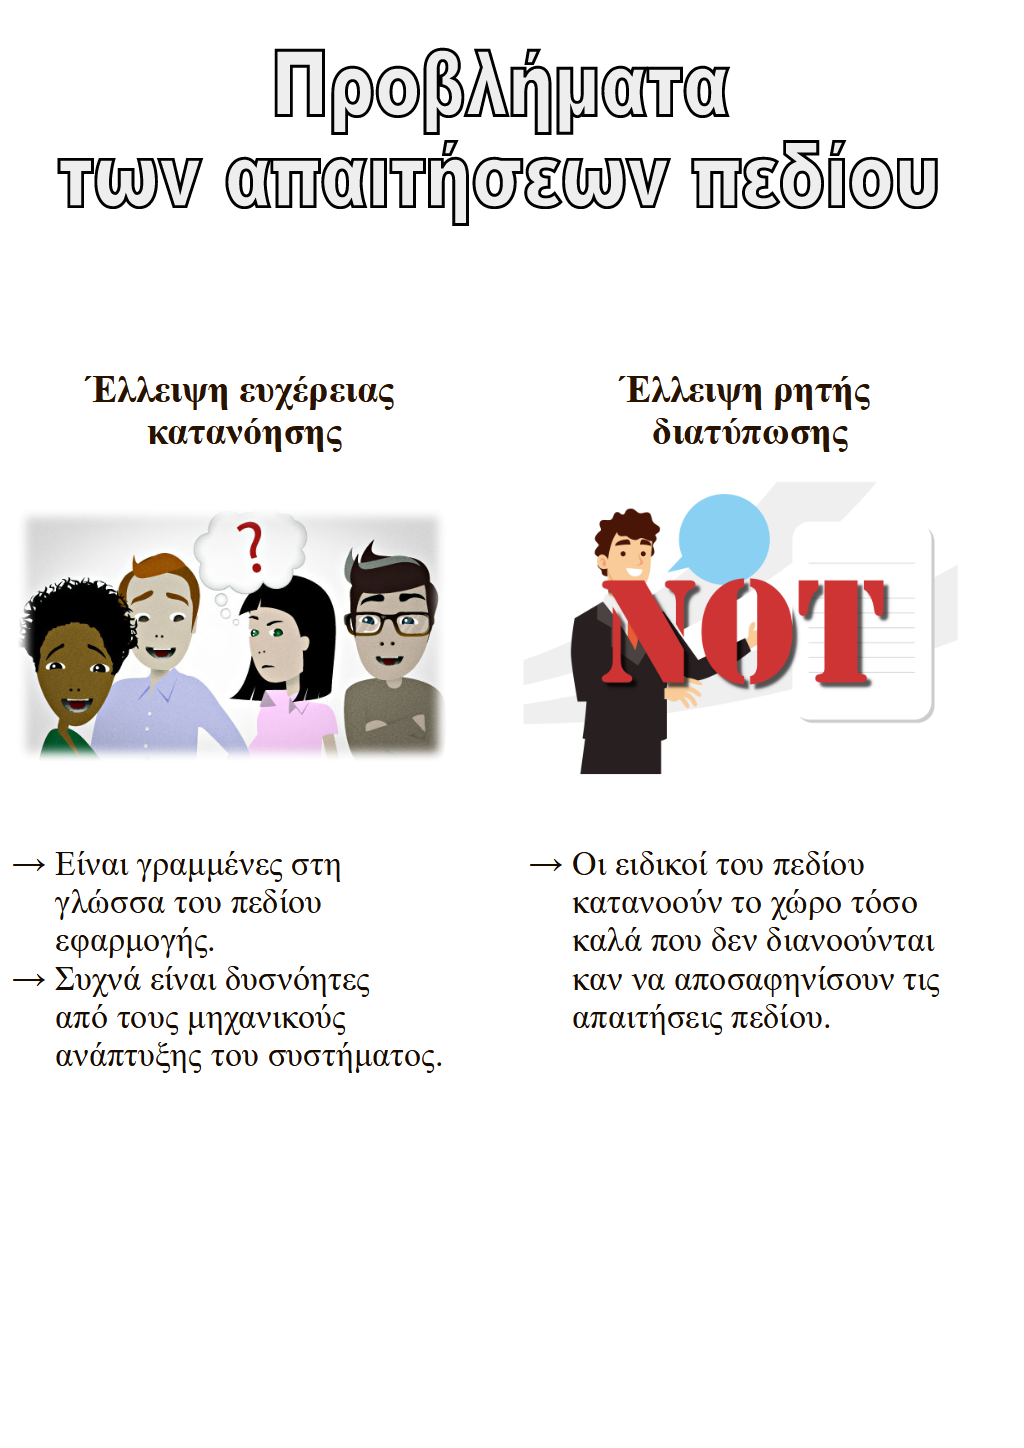 Προβλήματα
των απαιτήσεων πεδίου
Έλλειψη ευχέρειας
κατανόησης
?
→ Είναι γραμμένες στη
γλώσσα του πεδίου
εφαρμογής.
→ Συχνά είναι δυσνόητες
από τους μηχανικούς
ανάπτυξης του συστήματος.
Έλλειψη ρητής
διατύπωσης
NOT
→ Οι ειδικοί του πεδίου
κατανοούν το χώρο τόσο
καλά που δεν διανοούνται
καν να αποσαφηνίσουν τις
απαιτήσεις πεδίου.